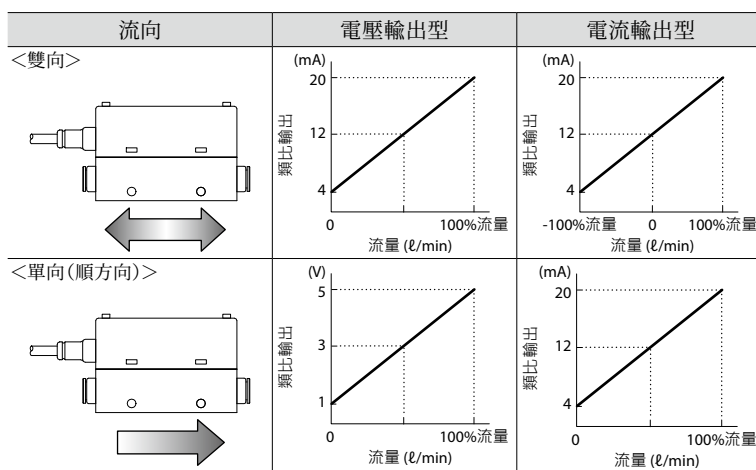 流向 電壓輸出型 電流輸出型
<雙向>
(mA)
20
12
4
類比輸出
0 100%流量
流量 (ℓ/min)
(mA)
20
12
4
類比輸出
-100%流量 0 100%流量
流量 (ℓ/min)
<單向(順方向)>
(V)
5
3
1
類比輸出
0 100%流量
流量 (ℓ/min)
(mA)
20
12
4
類比輸出
0 100%流量
流量 (ℓ/min)